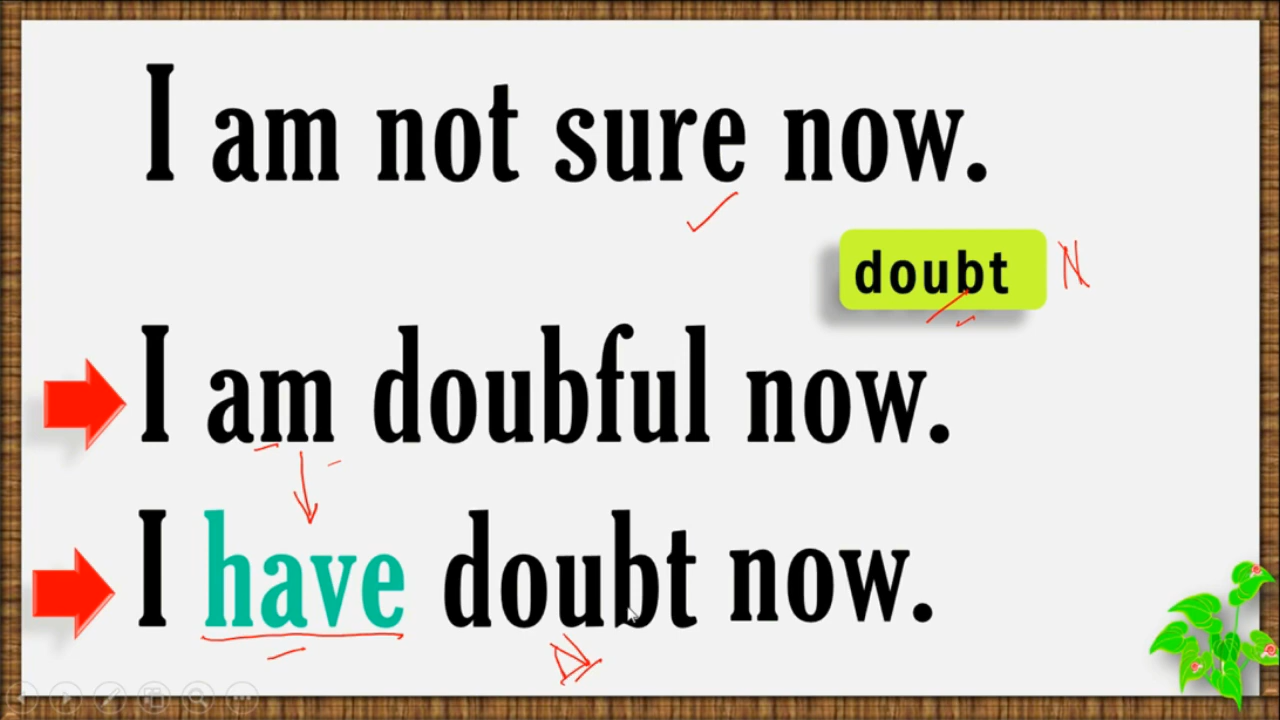 I am not sure now.
doubt N
I am doubful now.
I have doubt now.
N